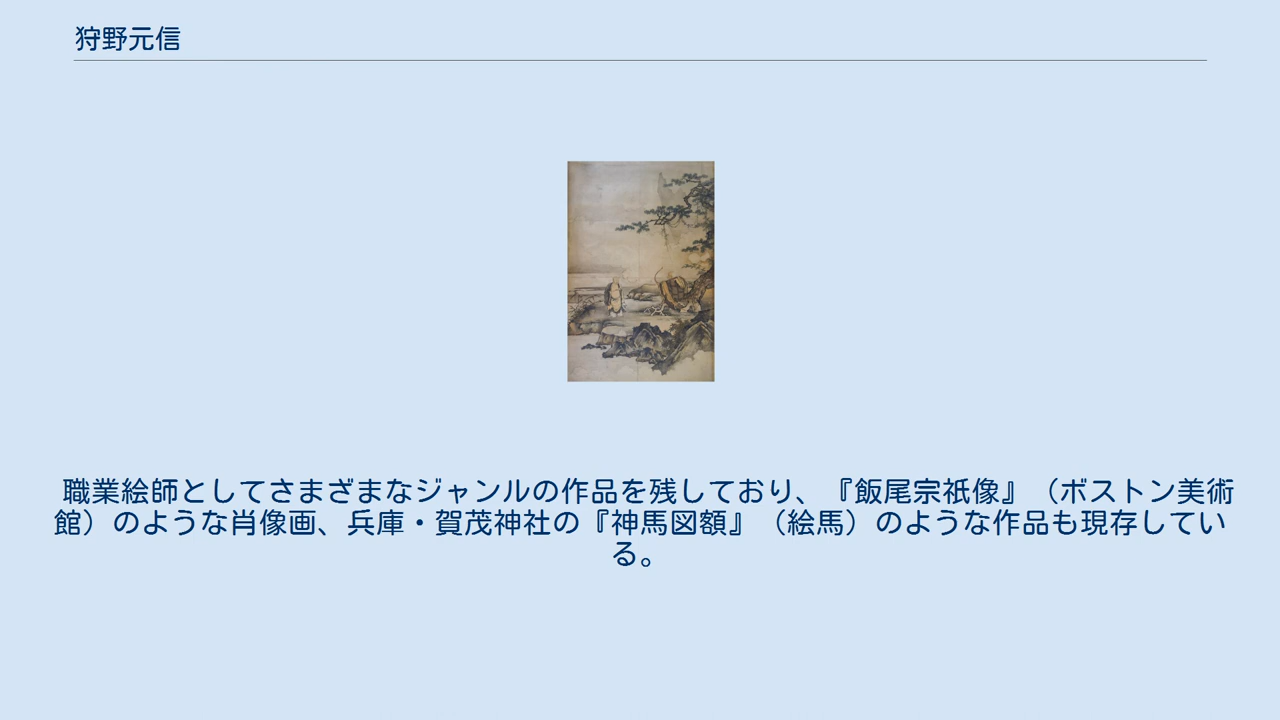 狩野元信
職業絵師としてさまざまなジャンルの作品を残しており、『飯尾宗祇像』（ボストン美術
館）のような肖像画、兵庫・賀茂神社の『神馬図額』（絵馬）のような作品も現存してい
る。